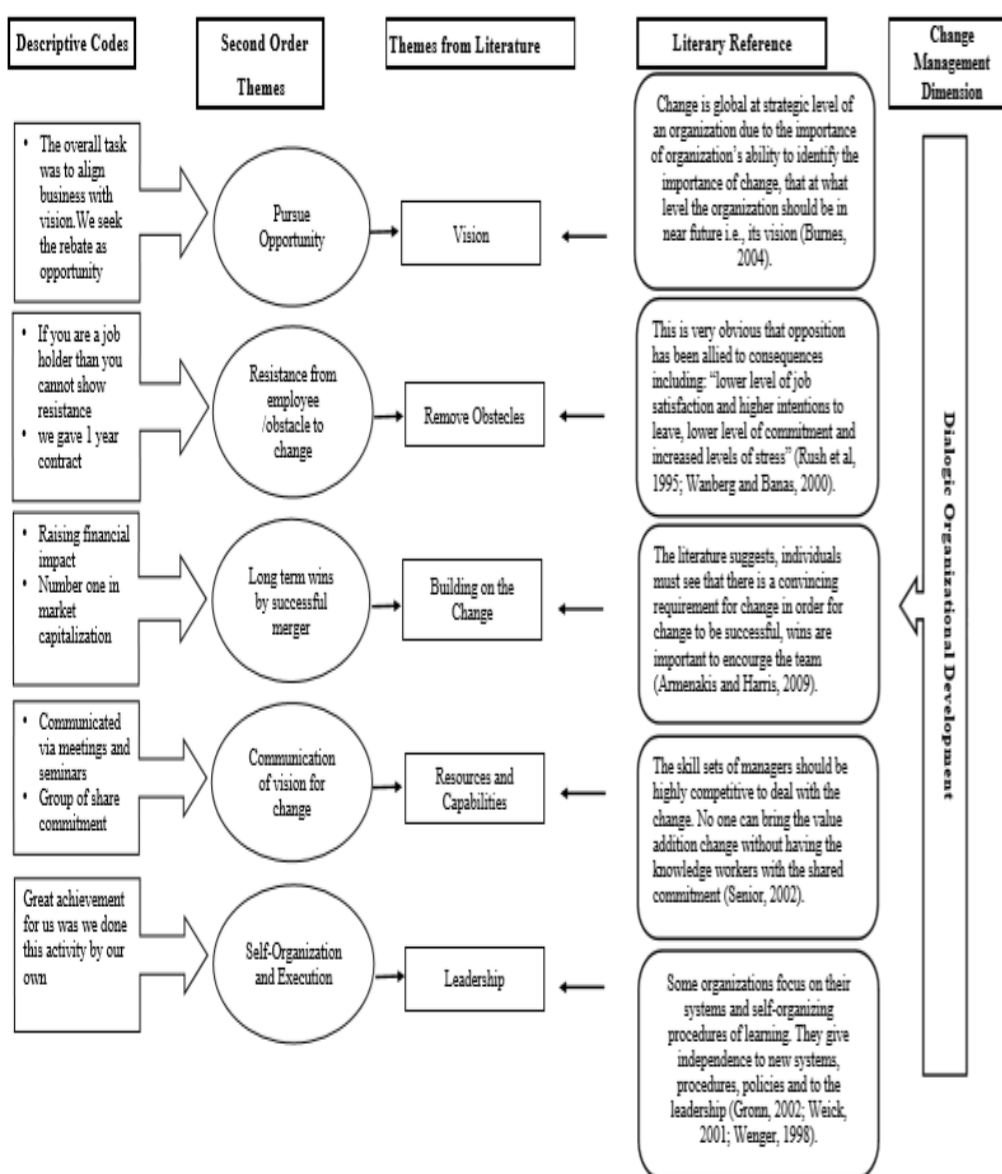 Descriptive Codes
Second Order
Themes
Themes from Literature
Literary Reference
Change
Management
Dimension
• The overall task
was to align
business with
vision.We seek
the rebate as
opportunity
Pursue
Opportunity
Vision
Change is global at strategic level of
an organization due to the importance
of organization's ability to identify the
importance of change, that at what
level the organization should be in
near future i.e., its vision (Burnes,
2004).
• If you are a job
holder than you
cannot show
resistance
• we gave 1 year
contract
Resistance from
employee
/obstacle to
change
Remove Obstecles
This is very obvious that opposition
has been allied to consequences
including: "lower level of job
satisfaction and higher intentions to
leave, lower level of commitment and
increased levels of stress" (Rush et al,
1995; Wanberg and Banas, 2000).
• Raising financial
impact
• Number one in
market
capitalization
Long term wins
by successful
merger
Building on the
Change
The literature suggests, individuals
must see that there is a convincing
requirement for change in order for
change to be successful, wins are
important to encourge the team
(Armenakis and Harris, 2009).
• Communicated
via meetings and
seminars
• Group of share
commitment
Communication
of vision for
change
Resources and
Capabilities
The skill sets of managers should be
highly competitive to deal with the
change. No one can bring the value
addition change without having the
knowledge workers with the shared
commitment (Senior, 2002).
Great achievement
for us was we done
this activity by our
own
Self-Organization
and Execution
Leadership
Some organizations focus on their
systems and self-organizing
procedures of learning. They give
independence to new systems,
procedures, policies and to the
leadership (Gronn, 2002; Weick,
2001; Wenger, 1998).
Dialogic Organizational Development